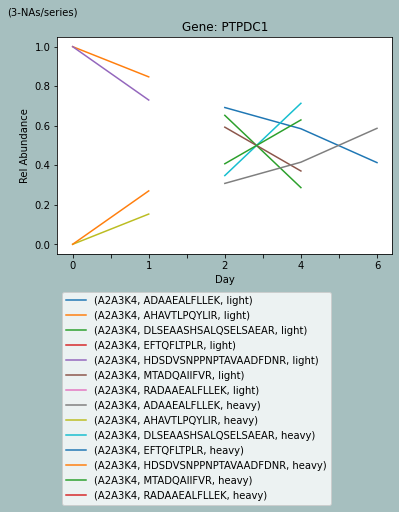 (3-NAs/series)
Gene: PTPDC1
1.0
0.8
0.6
0.4
0.2
0.0
Rel Abundance
0 1 2 4 6
Day
(A2A3K4, ADAAEALFLLEK, light)
(A2A3K4, AHAVTLPQYLIR, light)
(A2A3K4, DLSEAASHSALQSELSAEAR, light)
(A2A3K4, EFTQFLTPLR, light)
(A2A3K4, HDSDVSNPPNPTAVAADFDNR, light)
(A2A3K4, MTADQAIIFVR, light)
(A2A3K4, RADAAEALFLLEK, light)
(A2A3K4, ADAAEALFLLEK, heavy)
(A2A3K4, AHAVTLPQYLIR, heavy)
(A2A3K4, DLSEAASHSALQSELSAEAR, heavy)
(A2A3K4, EFTQFLTPLR, heavy)
(A2A3K4, HDSDVSNPPNPTAVAADFDNR, heavy)
(A2A3K4, MTADQAIIFVR, heavy)
(A2A3K4, RADAAEALFLLEK, heavy)